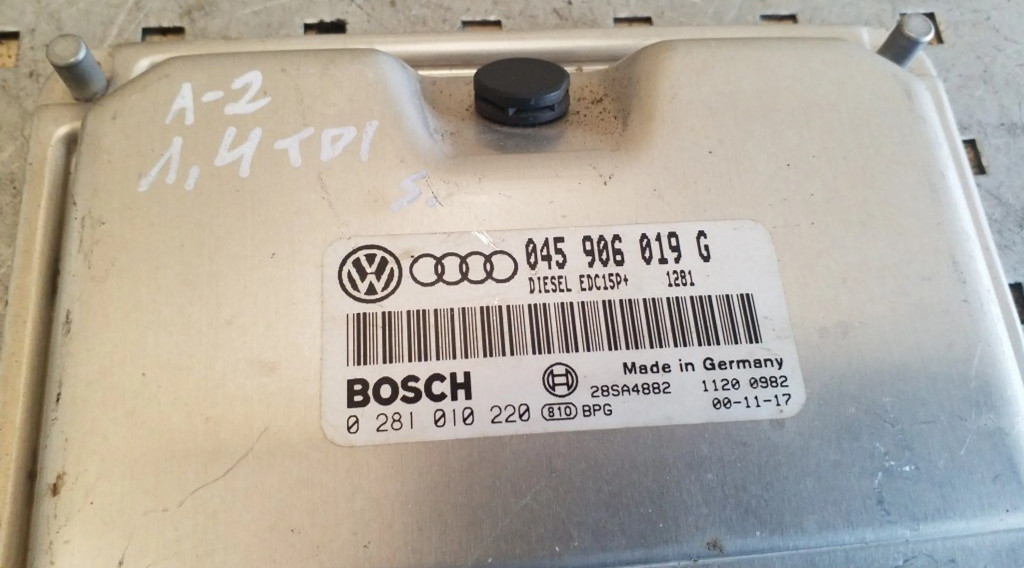 A-2
1,4 TDI
S.
045 906 019 G
DIESEL EDC15P+ 1281
BOSCH
Made in Germany
28SA4882 1120 0982
0 281 010 220 810 BPG 00-11-17